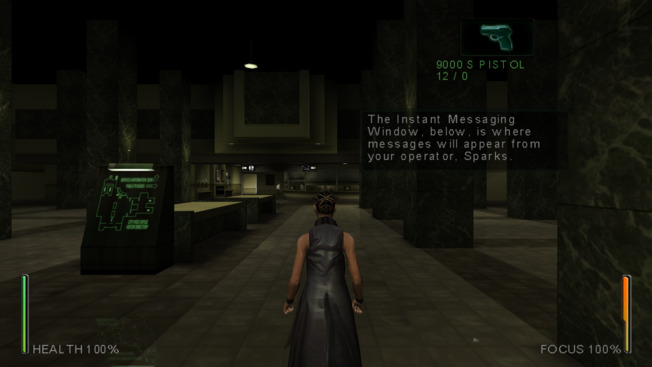 9000 S PISTOL
12 / 0
The Instant Messaging
Window, below, is where
messages will appear from
your operator, Sparks.
HEALTH 100%
FOCUS 100%